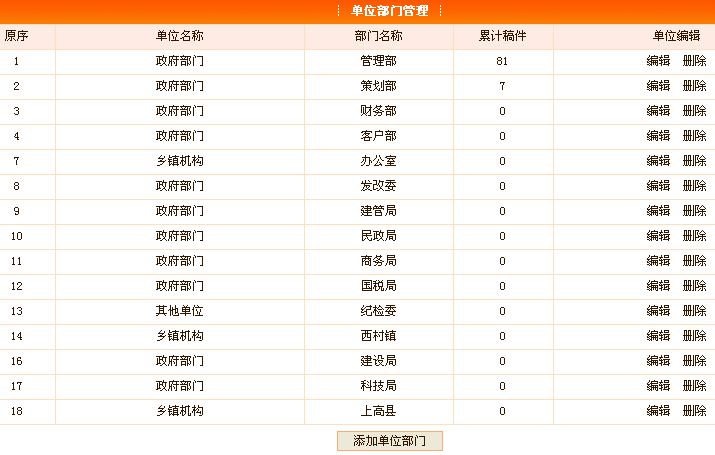 单位部门管理
原序 单位名称 部门名称 累计稿件 单位编辑
1 政府部门 管理部 81 编辑 删除
2 政府部门 策划部 7 编辑 删除
3 政府部门 财务部 0 编辑 删除
4 政府部门 客户部 0 编辑 删除
7 乡镇机构 办公室 0 编辑 删除
8 政府部门 发改委 0 编辑 删除
9 政府部门 建管局 0 编辑 删除
10 政府部门 民政局 0 编辑 删除
11 政府部门 商务局 0 编辑 删除
12 政府部门 国税局 0 编辑 删除
13 其他单位 纪检委 0 编辑 删除
14 乡镇机构 西村镇 0 编辑 删除
16 政府部门 建设局 0 编辑 删除
17 政府部门 科技局 0 编辑 删除
18 乡镇机构 上高县 0 编辑 删除
添加单位部门